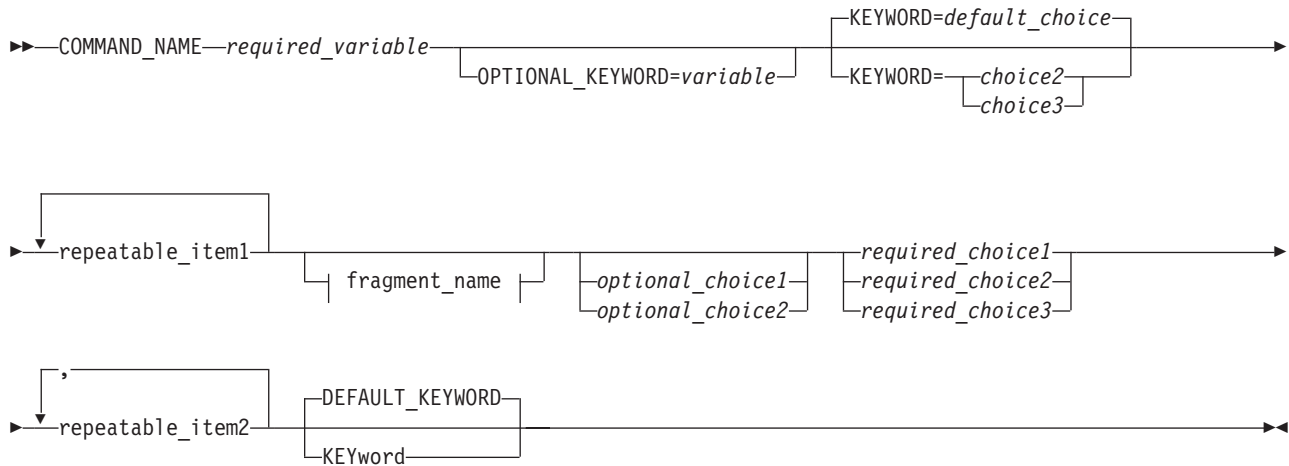 KEYWORD=default_choice
COMMAND_NAME required_variable
OPTIONAL_KEYWORD=variable KEYWORD= choice2
choice3
repeatable_item1 required_choice1
fragment_name optional_choice1 required_choice2
optional_choice2 required_choice3
,
DEFAULT_KEYWORD
repeatable_item2
KEYword